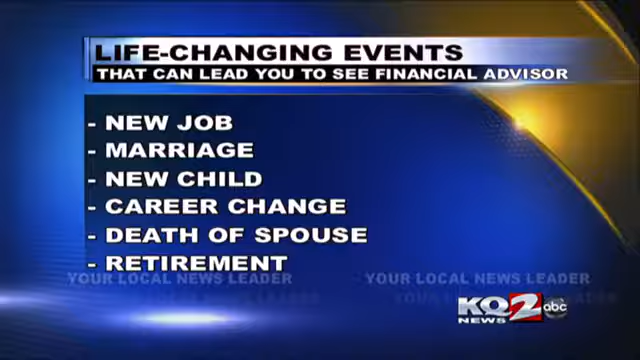 LIFE-CHANGING EVENTS
THAT CAN LEAD YOU TO SEE FINANCIAL ADVISOR
- NEW JOB
- MARRIAGE
- NEW CHILD
- CAREER CHANGE
- DEATH OF SPOUSE
- RETIREMENT
YOUR LOCAL NEWS LEADER YOUR LOCAL NEWS LEADER
KQ2 abc
NEWS